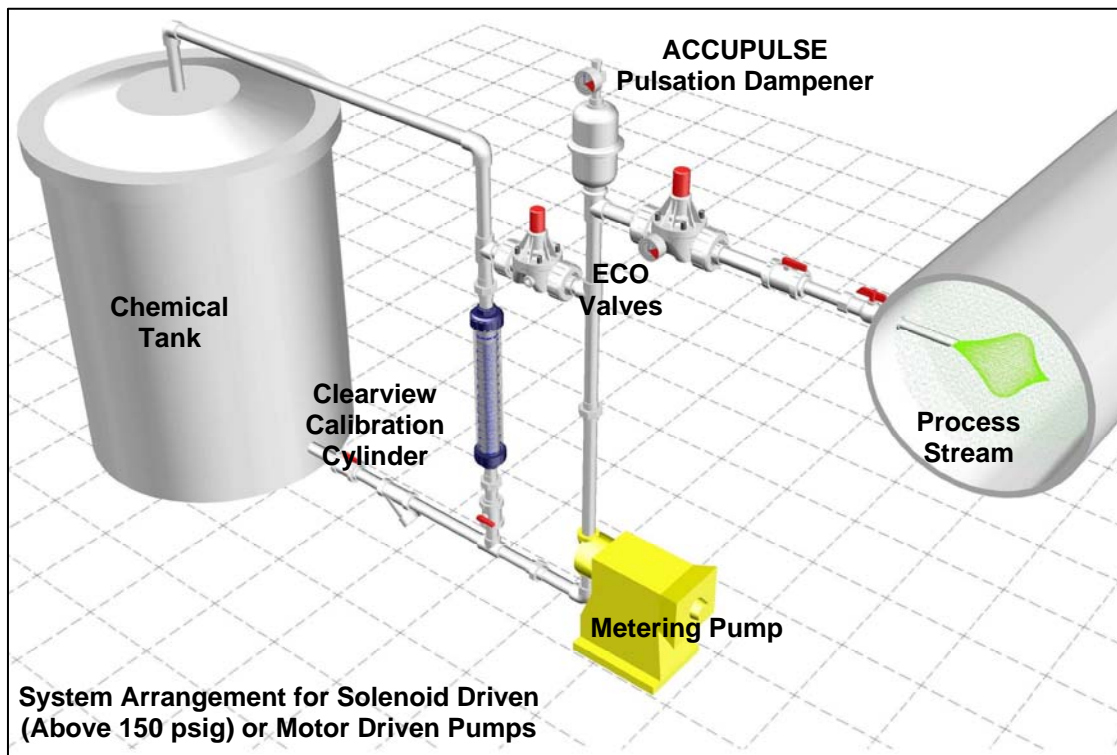 ACCUPULSE
Pulsation Dampener
ECO
Valves
Chemical
Tank
Clearview
Calibration
Cylinder
Process
Stream
Metering Pump
System Arrangement for Solenoid Driven
(Above 150 psig) or Motor Driven Pumps